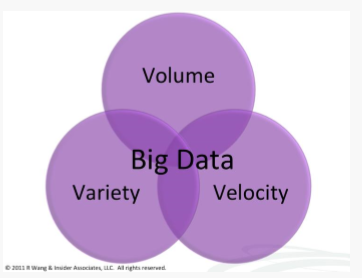 Volume
Big Data
Variety
Velocity
© 2011 R Wang & Insider Associates, LLC. All rights reserved.